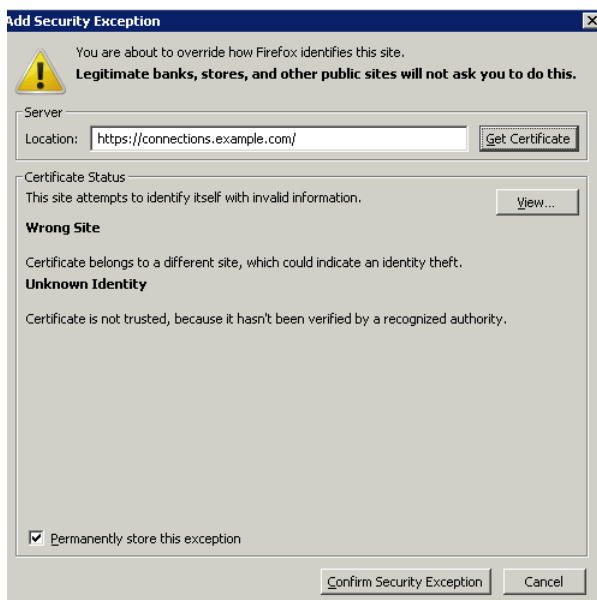 Add Security Exception
You are about to override how Firefox identifies this site.
Legitimate banks, stores, and other public sites will not ask you to do this.
Server
Location: https://connections.example.com/ Get Certificate
Certificate Status
This site attempts to identify itself with invalid information. View...
Wrong Site
Certificate belongs to a different site, which could indicate an identity theft.
Unknown Identity
Certificate is not trusted, because it hasn't been verified by a recognized authority.
Permanently store this exception
Confirm Security Exception Cancel